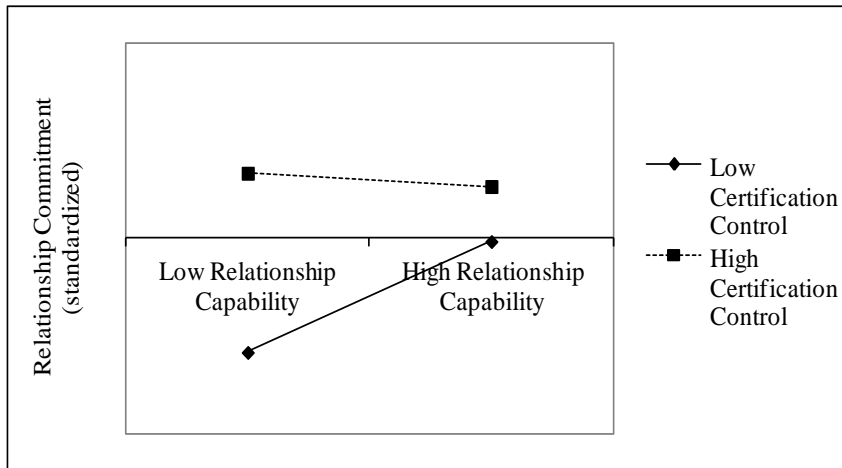 Relationship Commitment
(standardized)
Low Relationship
Capability
High Relationship
Capability
Low
Certification
Control
High
Certification
Control